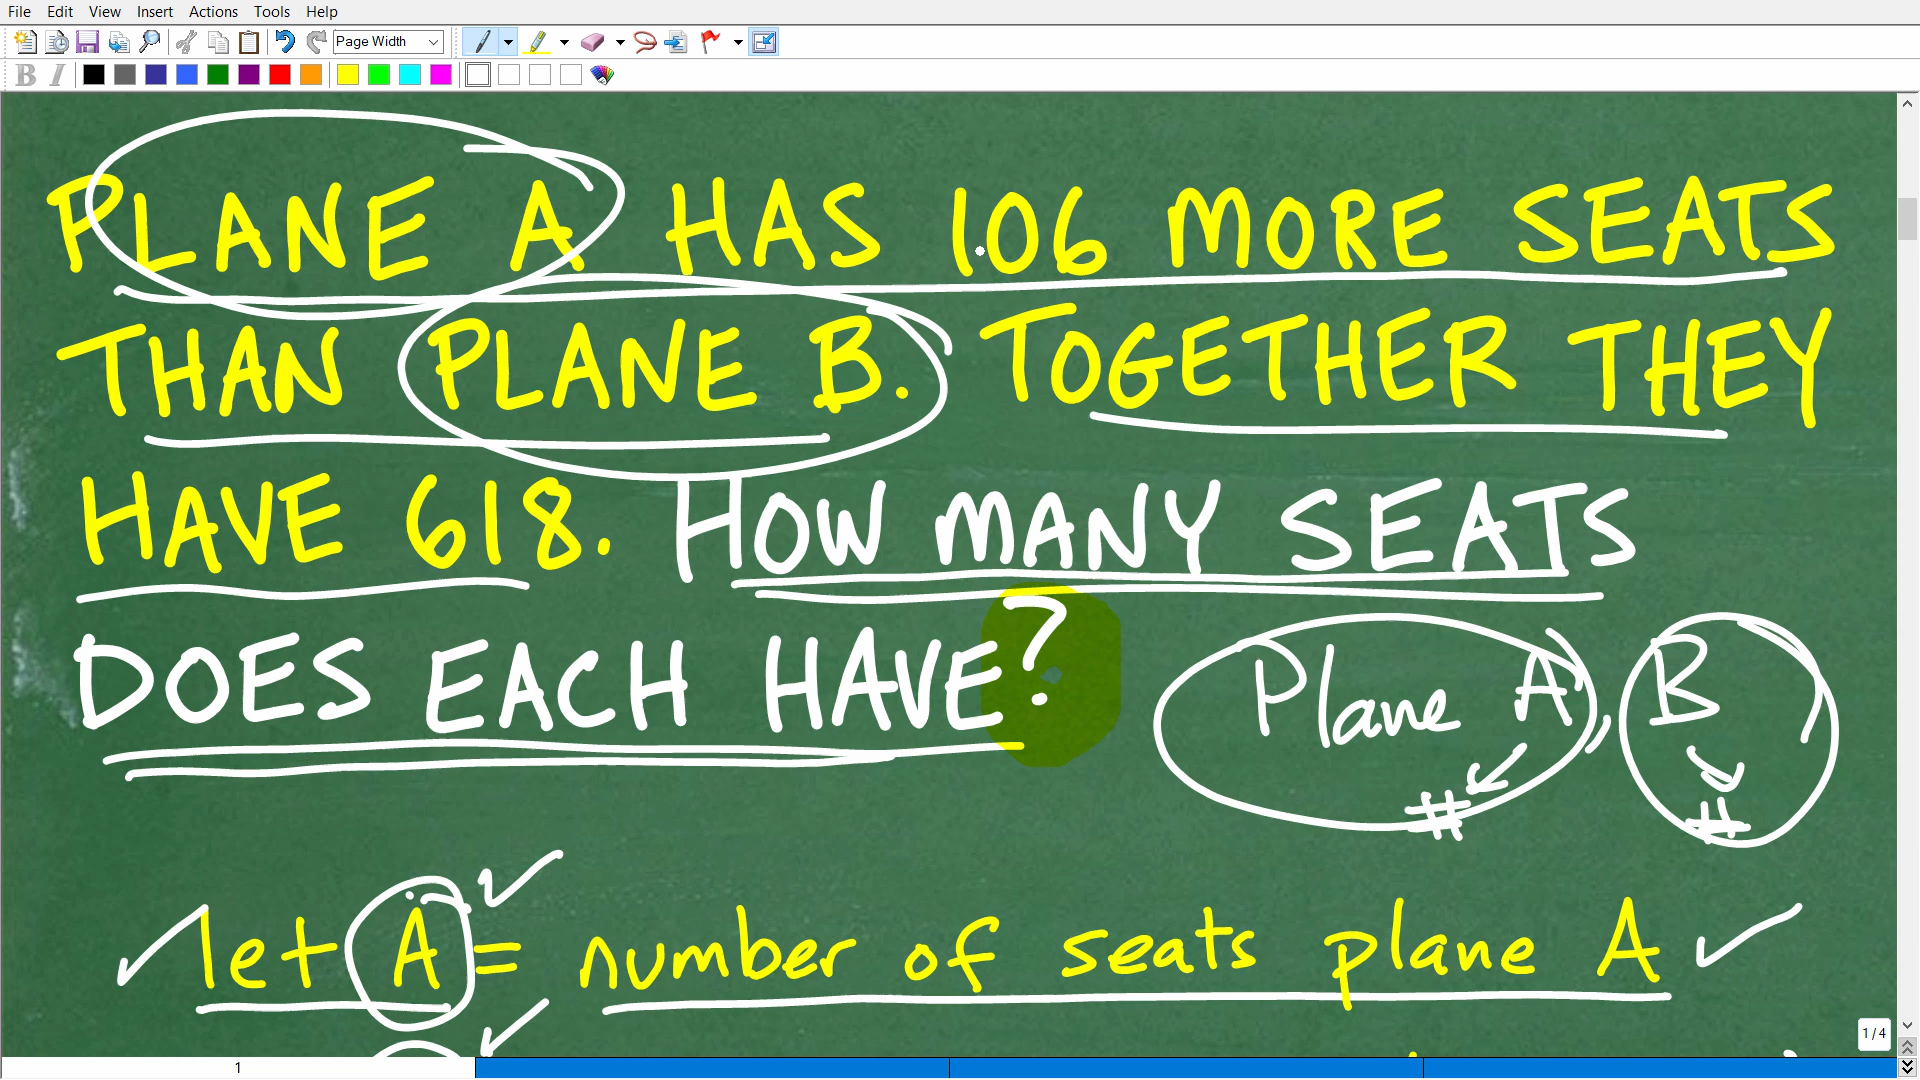 File Edit View Insert Actions Tools Help
Page Width
B I
PLANE A HAS 106 MORE SEATS
THAN PLANE B. TOGETHER THEY
HAVE 618. HOW MANY SEATS
DOES EACH HAVE?
Plane A, B
# #
let A = number of seats plane A
1/4
1